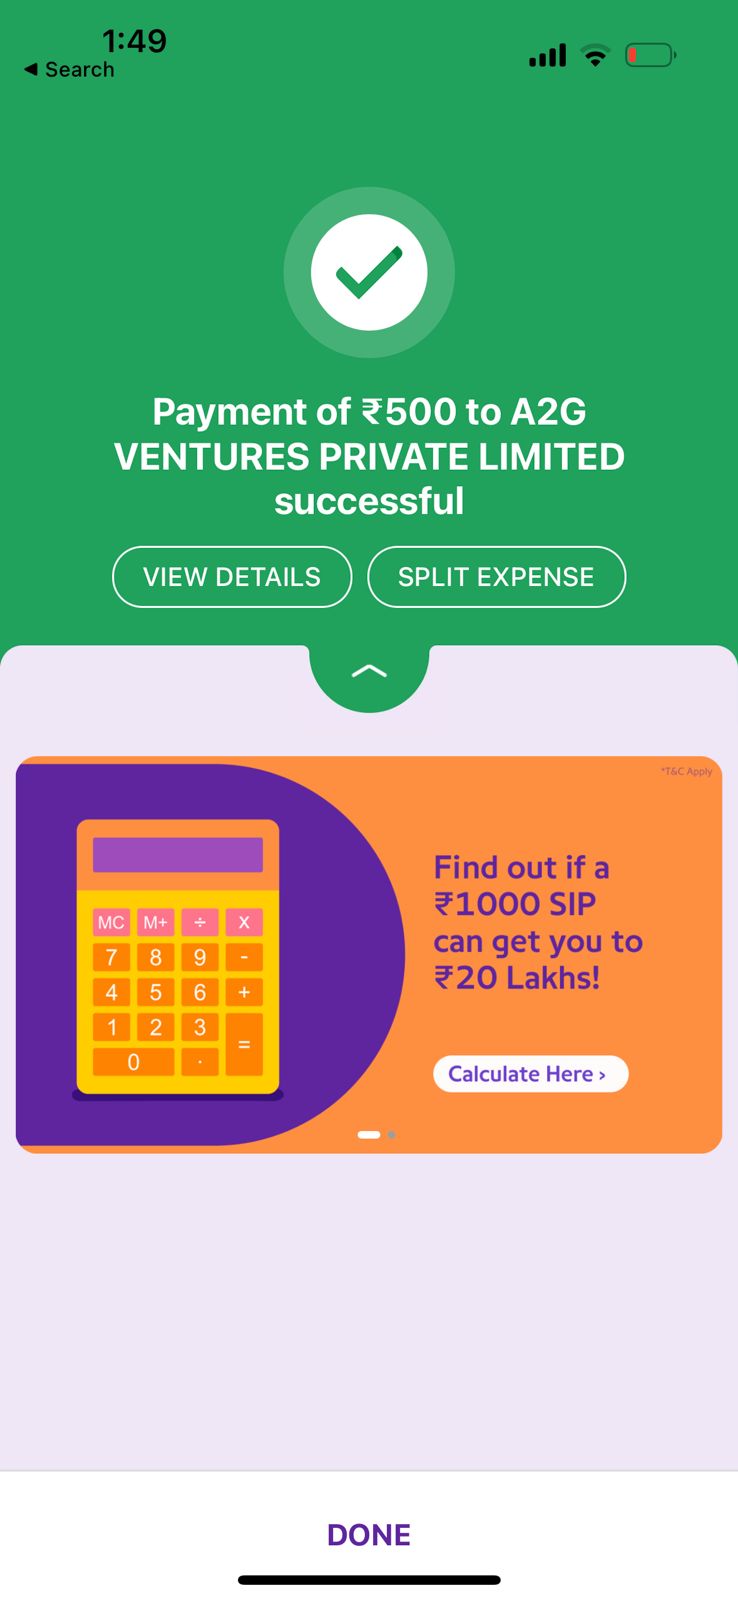 1:49
◀ Search
Payment of ₹500 to A2G
VENTURES PRIVATE LIMITED
successful
VIEW DETAILS
SPLIT EXPENSE
*T&C Apply
Find out if a
₹1000 SIP
can get you to
₹20 Lakhs!
Calculate Here ›
MC M+ ÷ X
7 8 9 -
4 5 6 +
1 2 3 =
0 .
DONE